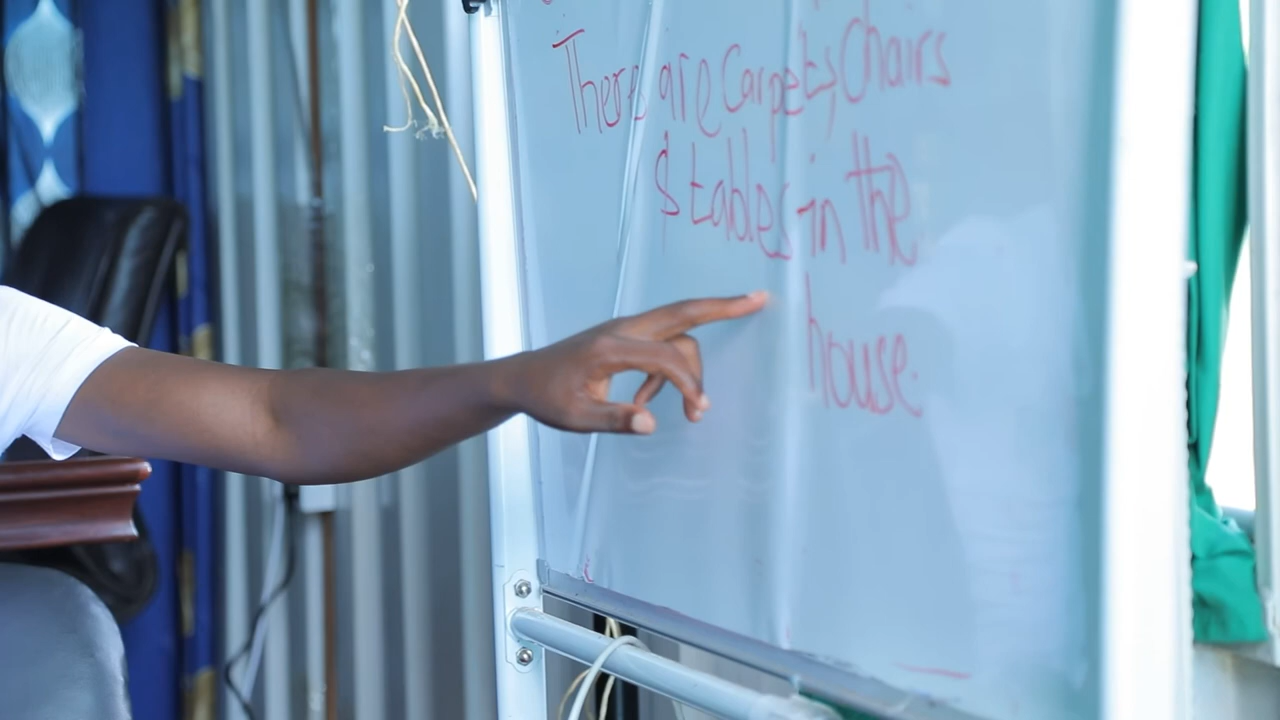 There are Carpets, Chairs
$ tables in the
house.